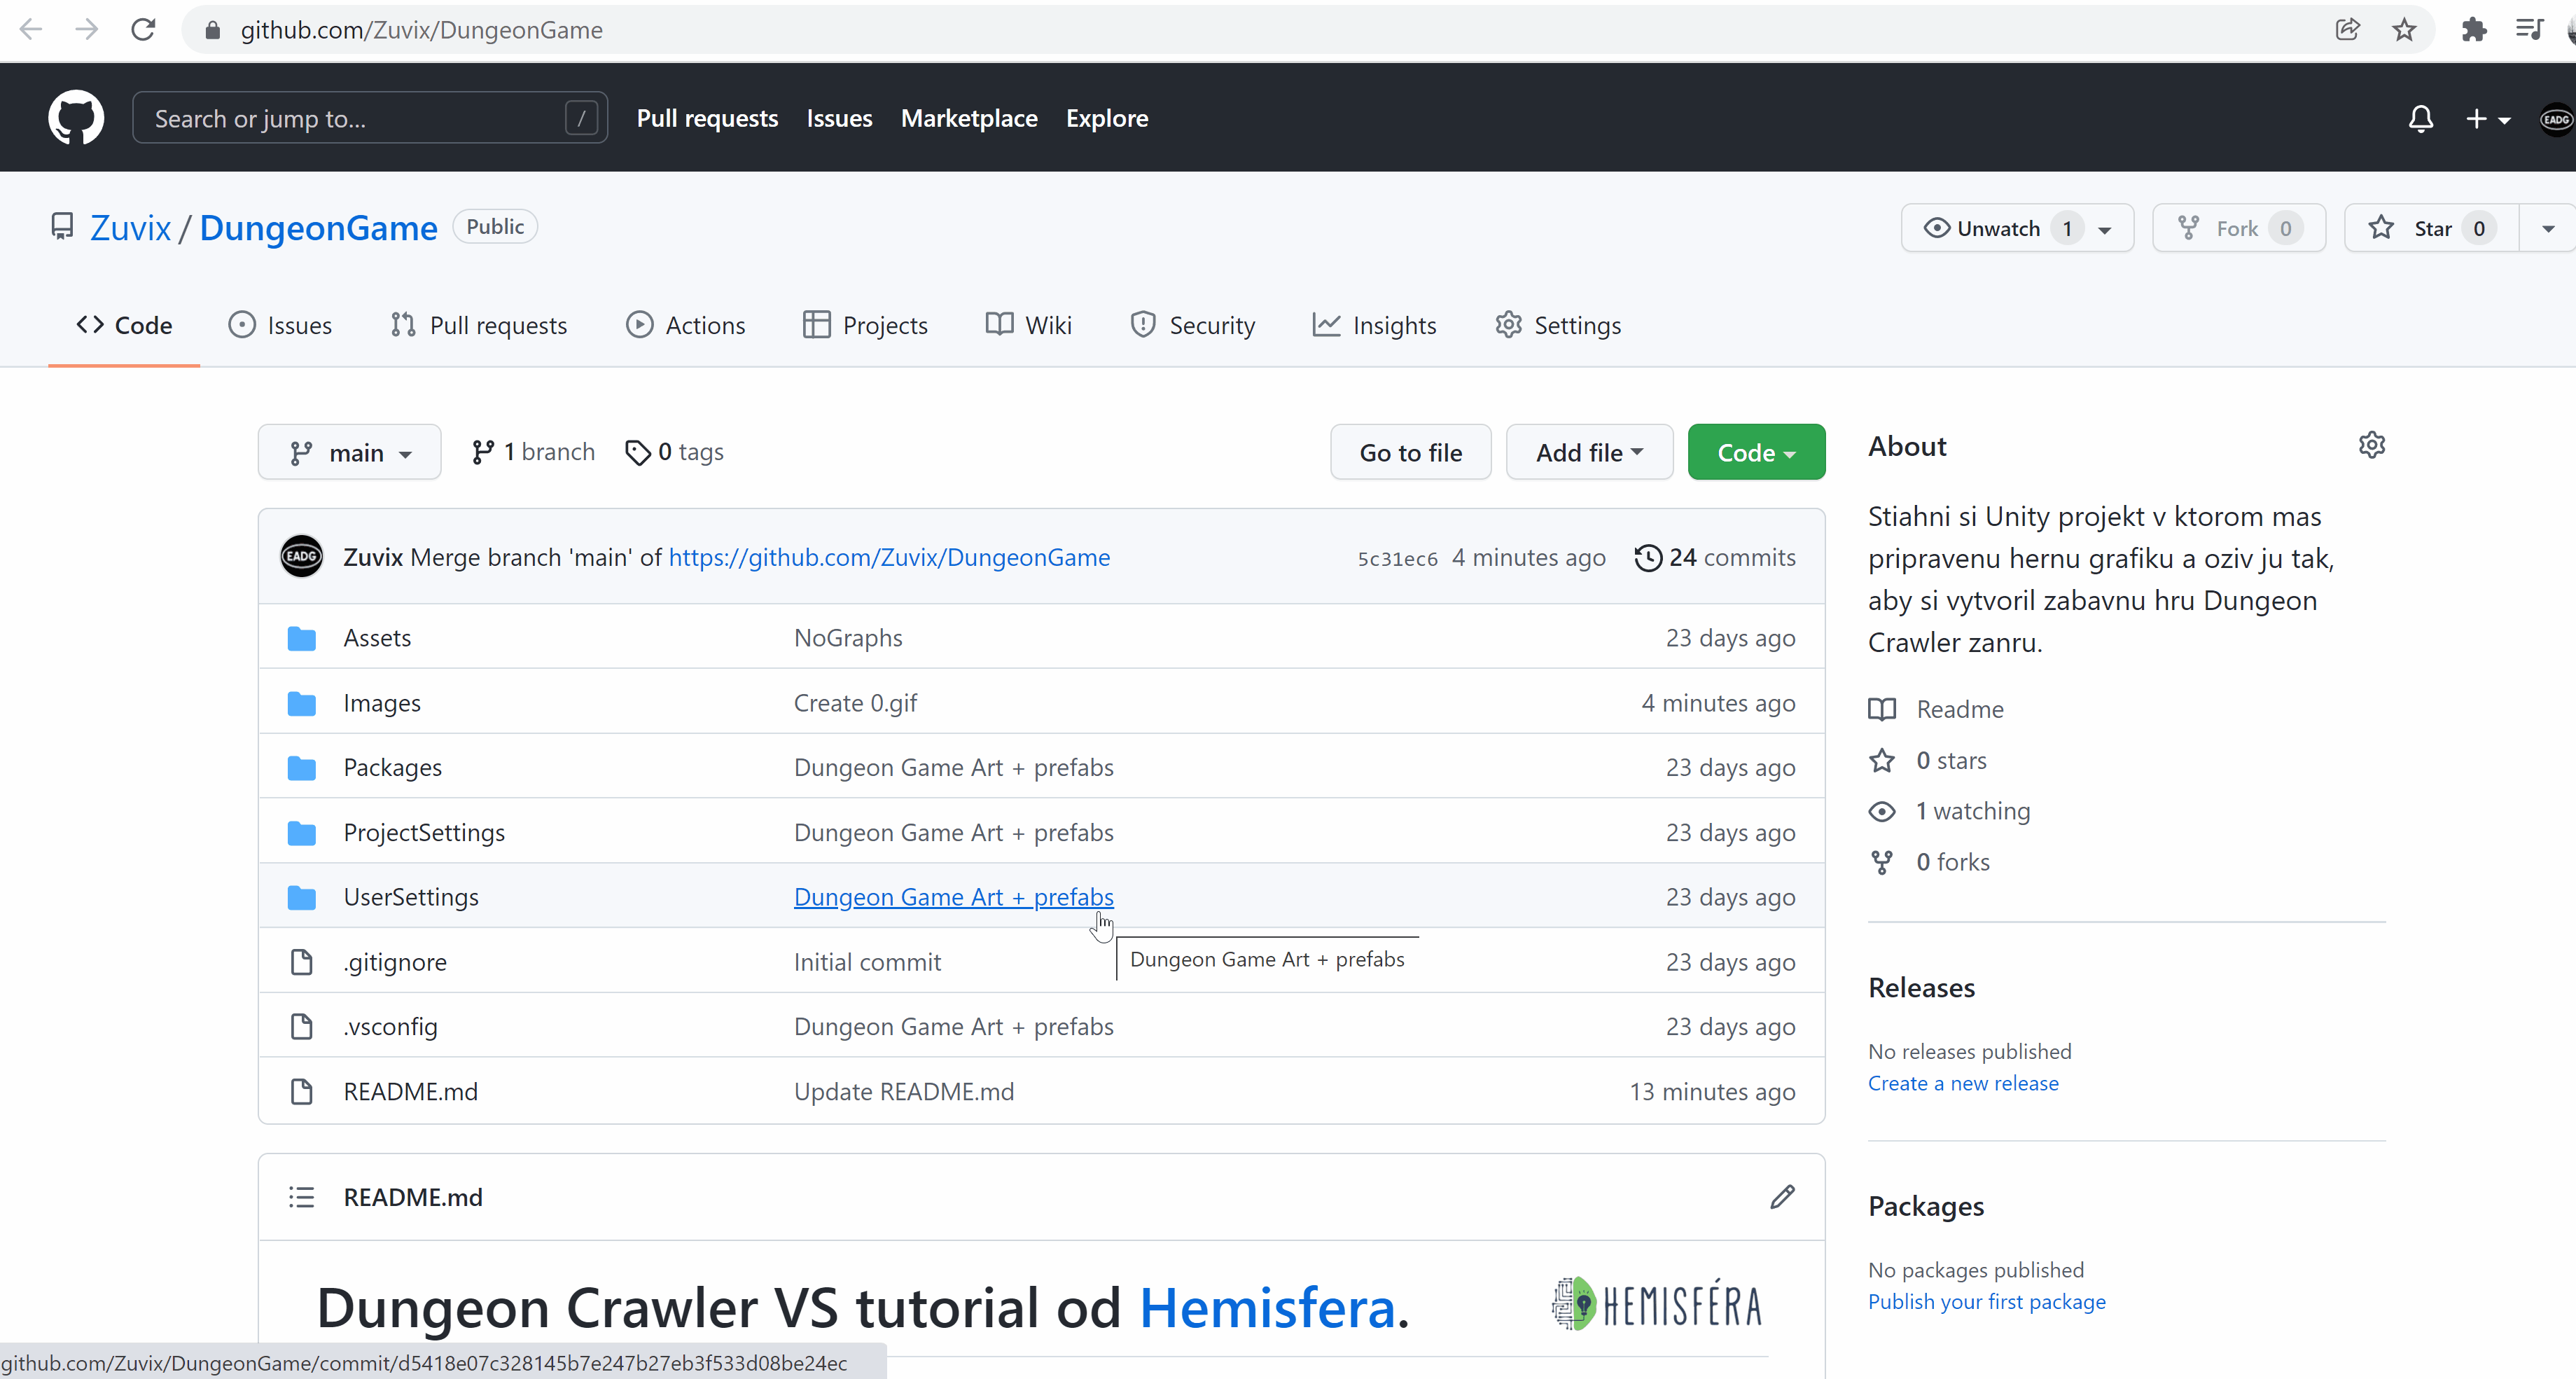 github.com/Zuvix/DungeonGame
Search or jump to... /
Pull requests Issues Marketplace Explore
EADG
Zuvix / DungeonGame Public
Unwatch 1 Fork 0 Star 0
Code Issues Pull requests Actions Projects Wiki Security Insights Settings
main 1 branch 0 tags Go to file Add file Code
EADG Zuvix Merge branch 'main' of https://github.com/Zuvix/DungeonGame 5c31ec6 4 minutes ago 24 commits
Assets NoGraphs 23 days ago
Images Create 0.gif 4 minutes ago
Packages Dungeon Game Art + prefabs 23 days ago
ProjectSettings Dungeon Game Art + prefabs 23 days ago
UserSettings Dungeon Game Art + prefabs 23 days ago
.gitignore Initial commit 23 days ago
Dungeon Game Art + prefabs
.vsconfig Dungeon Game Art + prefabs 23 days ago
README.md Update README.md 13 minutes ago
README.md
Dungeon Crawler VS tutorial od Hemisfera.
HEMISFÉRA
About
Stiahni si Unity projekt v ktorom mas
pripravenu hernu grafiku a oziv ju tak,
aby si vytvoril zabavnu hru Dungeon
Crawler zanru.
Readme
0 stars
1 watching
0 forks
Releases
No releases published
Create a new release
Packages
No packages published
Publish your first package
github.com/Zuvix/DungeonGame/commit/d5418e07c328145b7e247b27eb3f533d08be24ec